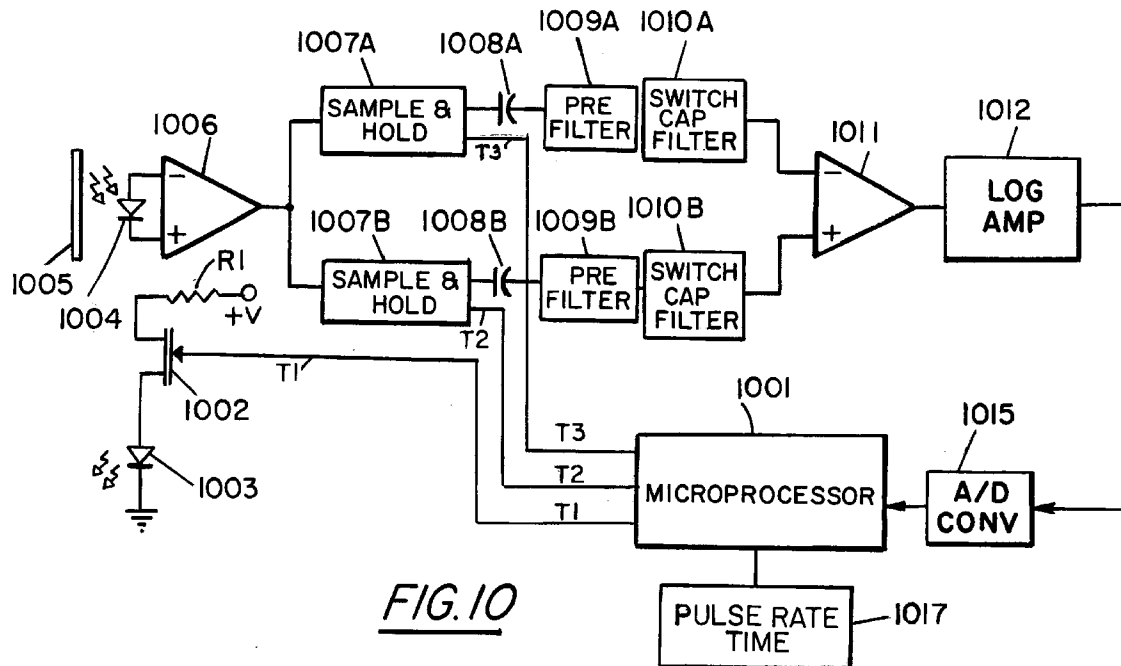 1007A
1008A
1009A
1010A
1006
SAMPLE &
HOLD
PRE
FILTER
SWITCH
CAP
FILTER
1011
1012
T3
−
+
−
+
LOG
AMP
1007B
1008B
1009B
1010B
1005
R1
SAMPLE &
HOLD
PRE
FILTER
SWITCH
CAP
FILTER
1004
+V
T2
T1
1002
1001
1015
T3
1003
T2
MICROPROCESSOR
A/D
CONV
T1
FIG.10
PULSE RATE
TIME
1017